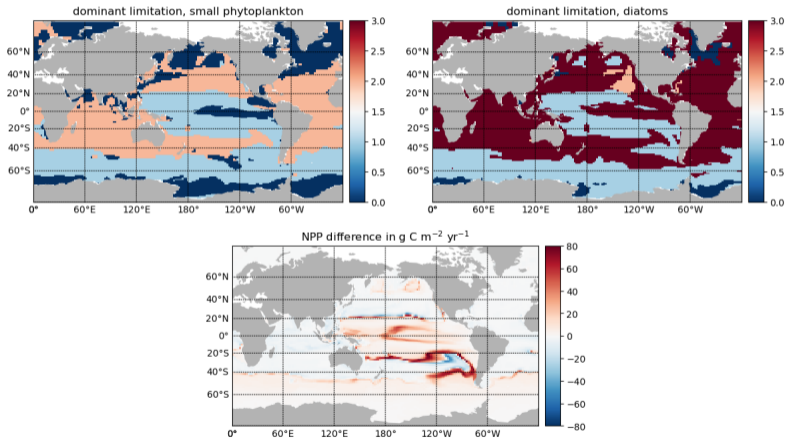 dominant limitation, small phytoplankton
60°N
40°N
20°N
0°
20°S
40°S
60°S
0° 60°E 120°E 180° 120°W 60°W
3.0
2.5
2.0
1.5
1.0
0.5
0.0
dominant limitation, diatoms
60°N
40°N
20°N
0°
20°S
40°S
60°S
0° 60°E 120°E 180° 120°W 60°W
3.0
2.5
2.0
1.5
1.0
0.5
0.0
NPP difference in g C m⁻² yr⁻¹
60°N
40°N
20°N
0°
20°S
40°S
60°S
0° 60°E 120°E 180° 120°W 60°W
80
60
40
20
0
−20
−40
−60
−80